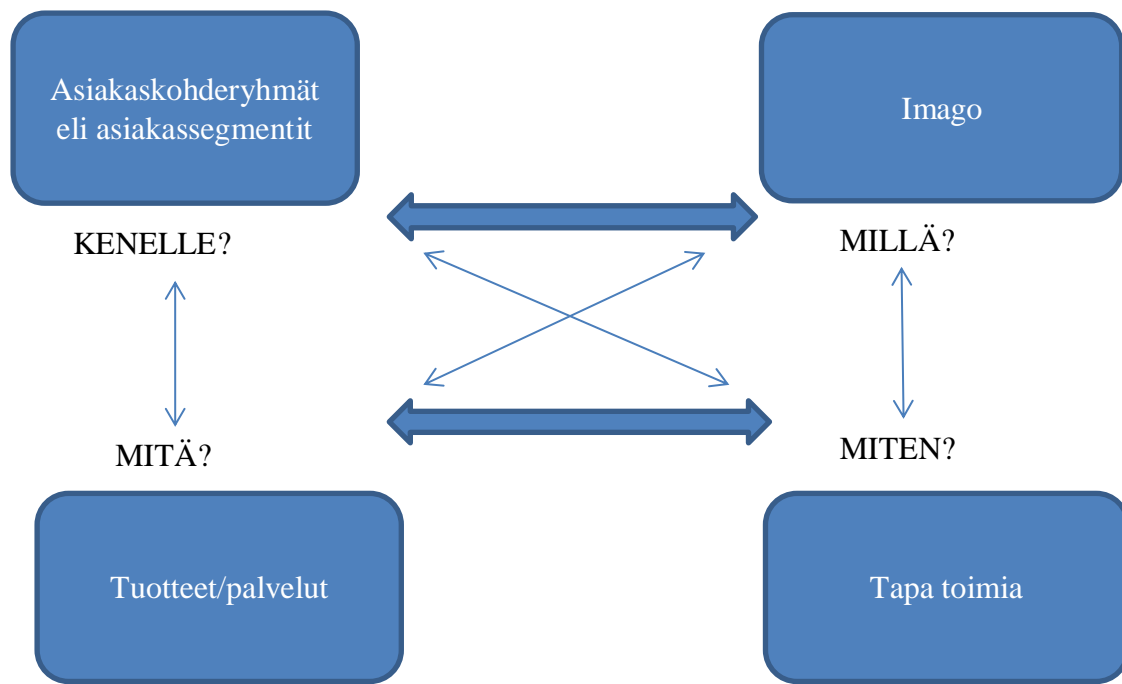 Asiakaskohderyhmät
eli asiakassegmentit
Imago
KENELLE?
MILLÄ?
MITÄ?
MITEN?
Tuotteet/palvelut
Tapa toimia